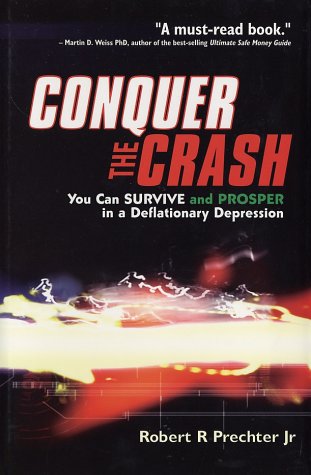 "A must-read book."
– Martin D. Weiss PhD, author of the best-selling Ultimate Safe Money Guide
CONQUER
THE CRASH
You Can SURVIVE and PROSPER
in a Deflationary Depression
Robert R Prechter Jr